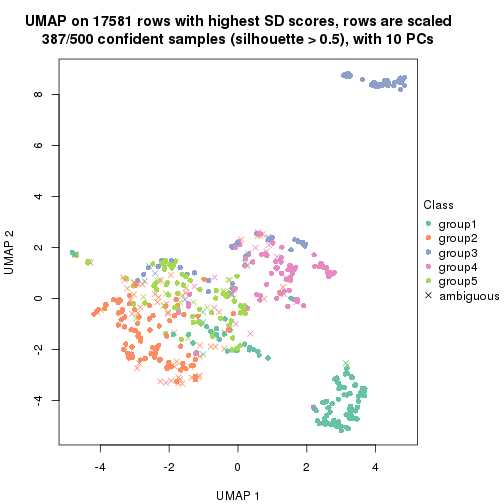 UMAP on 17581 rows with highest SD scores, rows are scaled
387/500 confident samples (silhouette > 0.5), with 10 PCs
8
6
4
2
0
-2
-4
UMAP 2
-4
-2
0
2
4
UMAP 1
Class
group1
group2
group3
group4
group5
ambiguous